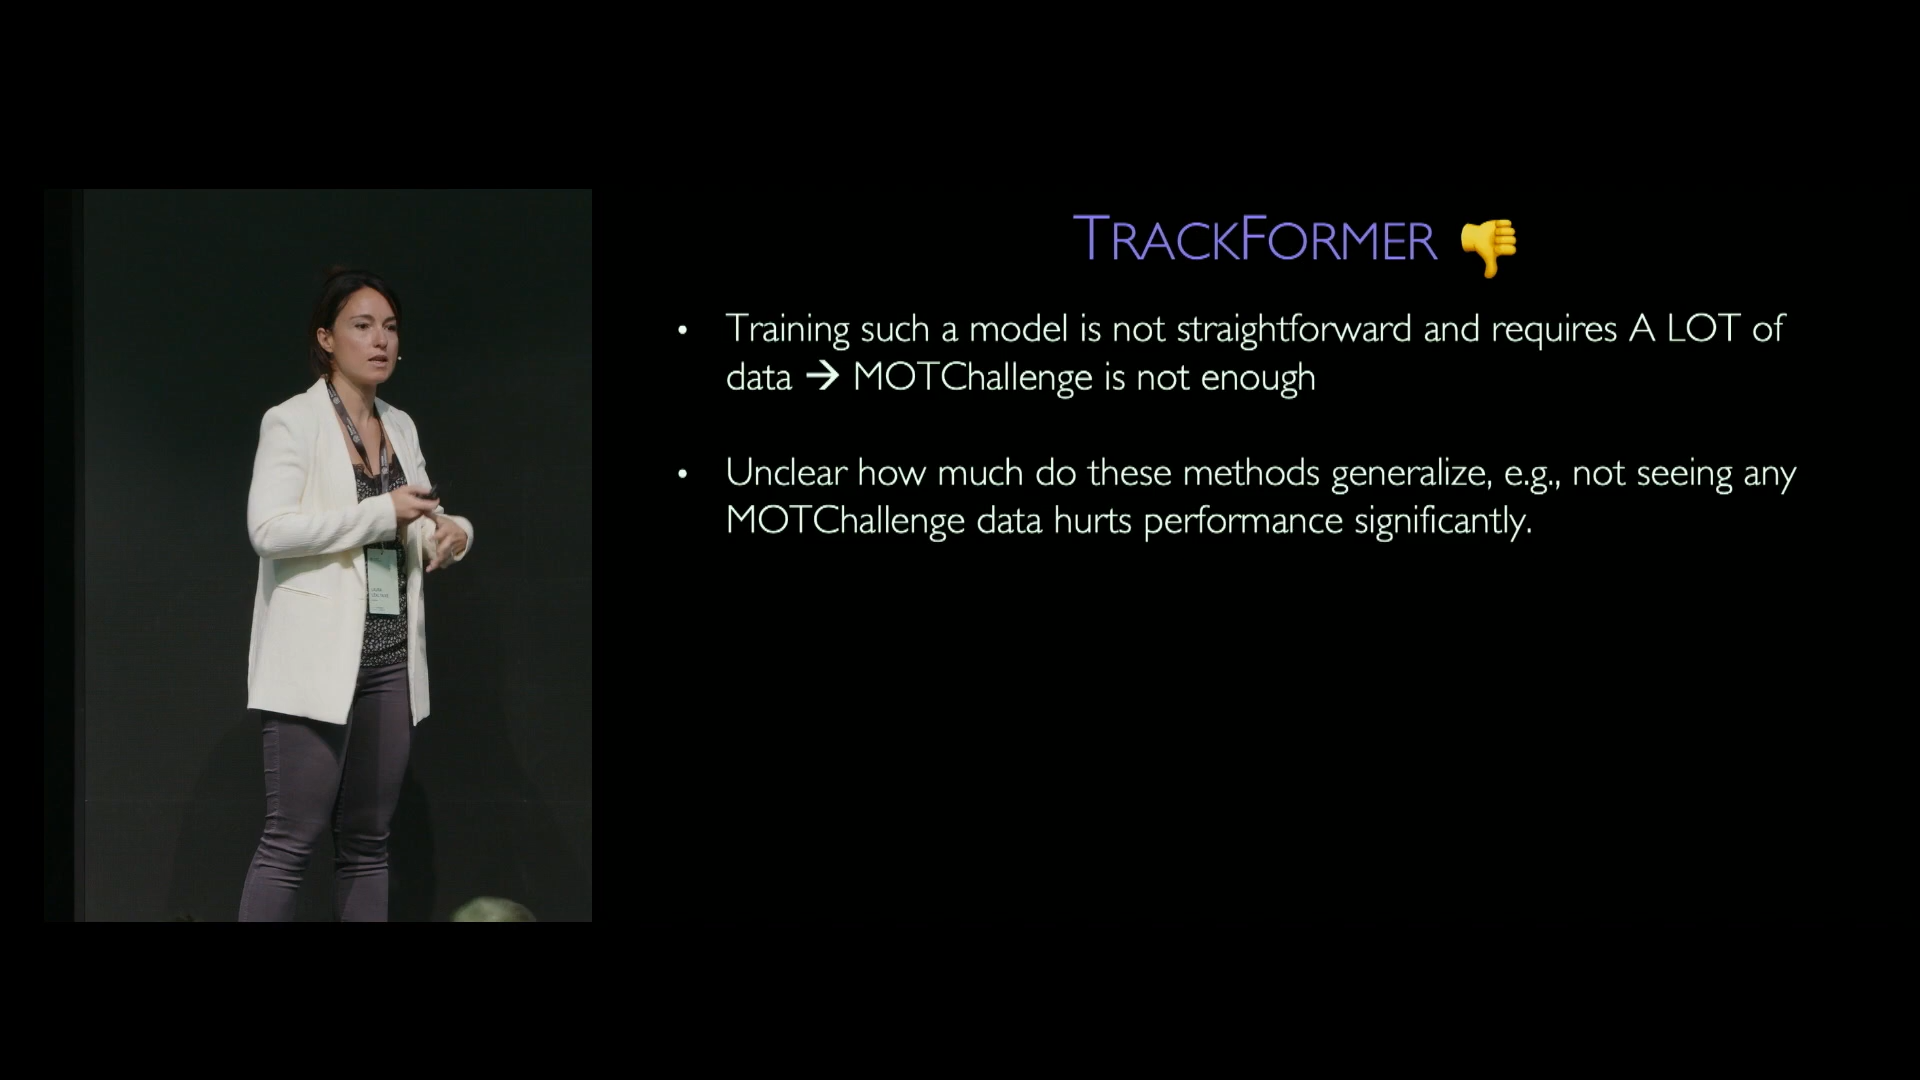 TRACKFORMER 👎
• Training such a model is not straightforward and requires A LOT of
data → MOTChallenge is not enough
• Unclear how much do these methods generalize, e.g., not seeing any
MOTChallenge data hurts performance significantly.